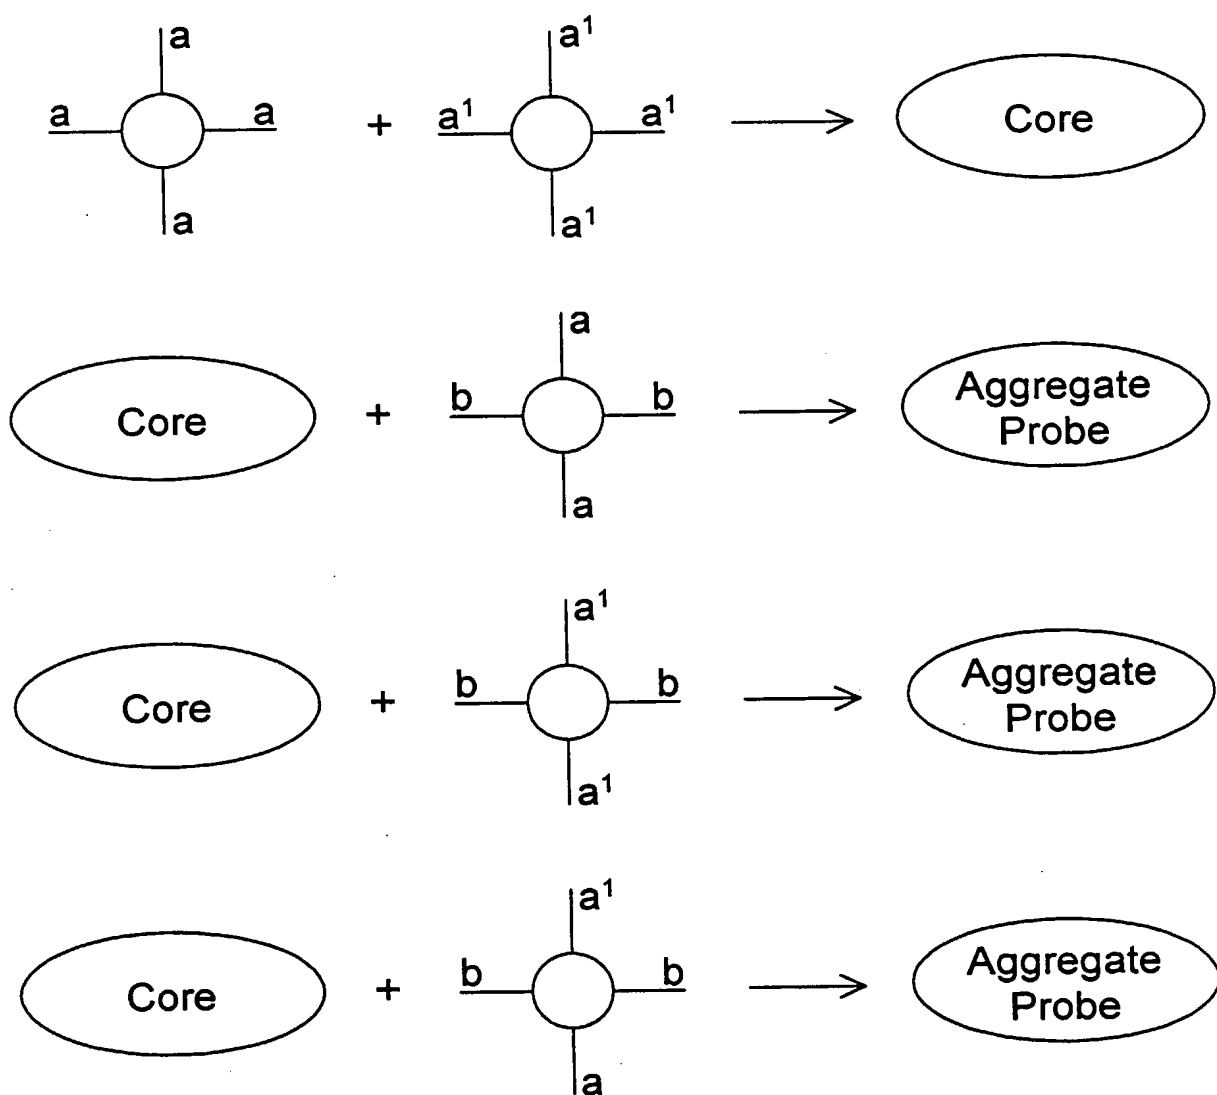 a a¹
a a + a¹ a¹ Core
a a¹
a
Core + b b Aggregate
Probe
a
a¹
Core + b b Aggregate
Probe
a¹
a¹
Core + b b Aggregate
Probe
a